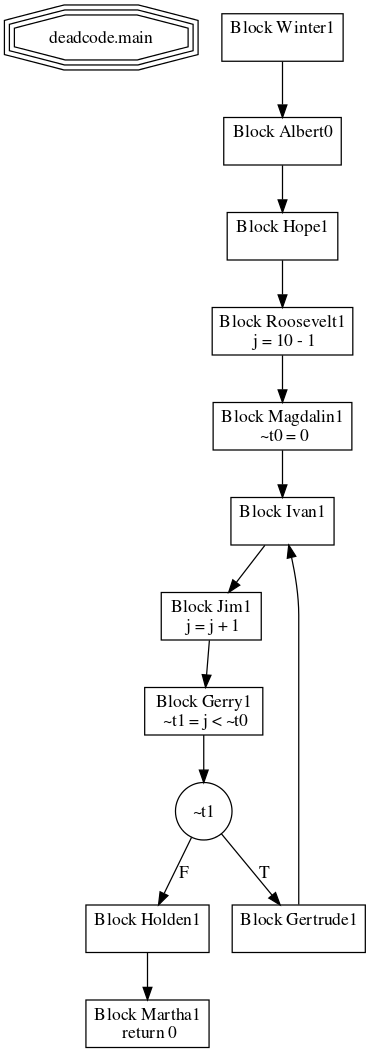 deadcode.main
Block Winter1
Block Albert0
Block Hope1
Block Roosevelt1
j = 10 - 1
Block Magdalin1
~t0 = 0
Block Ivan1
Block Jim1
j = j + 1
Block Gerry1
~t1 = j < ~t0
~t1
F
T
Block Holden1
Block Gertrude1
Block Martha1
return 0